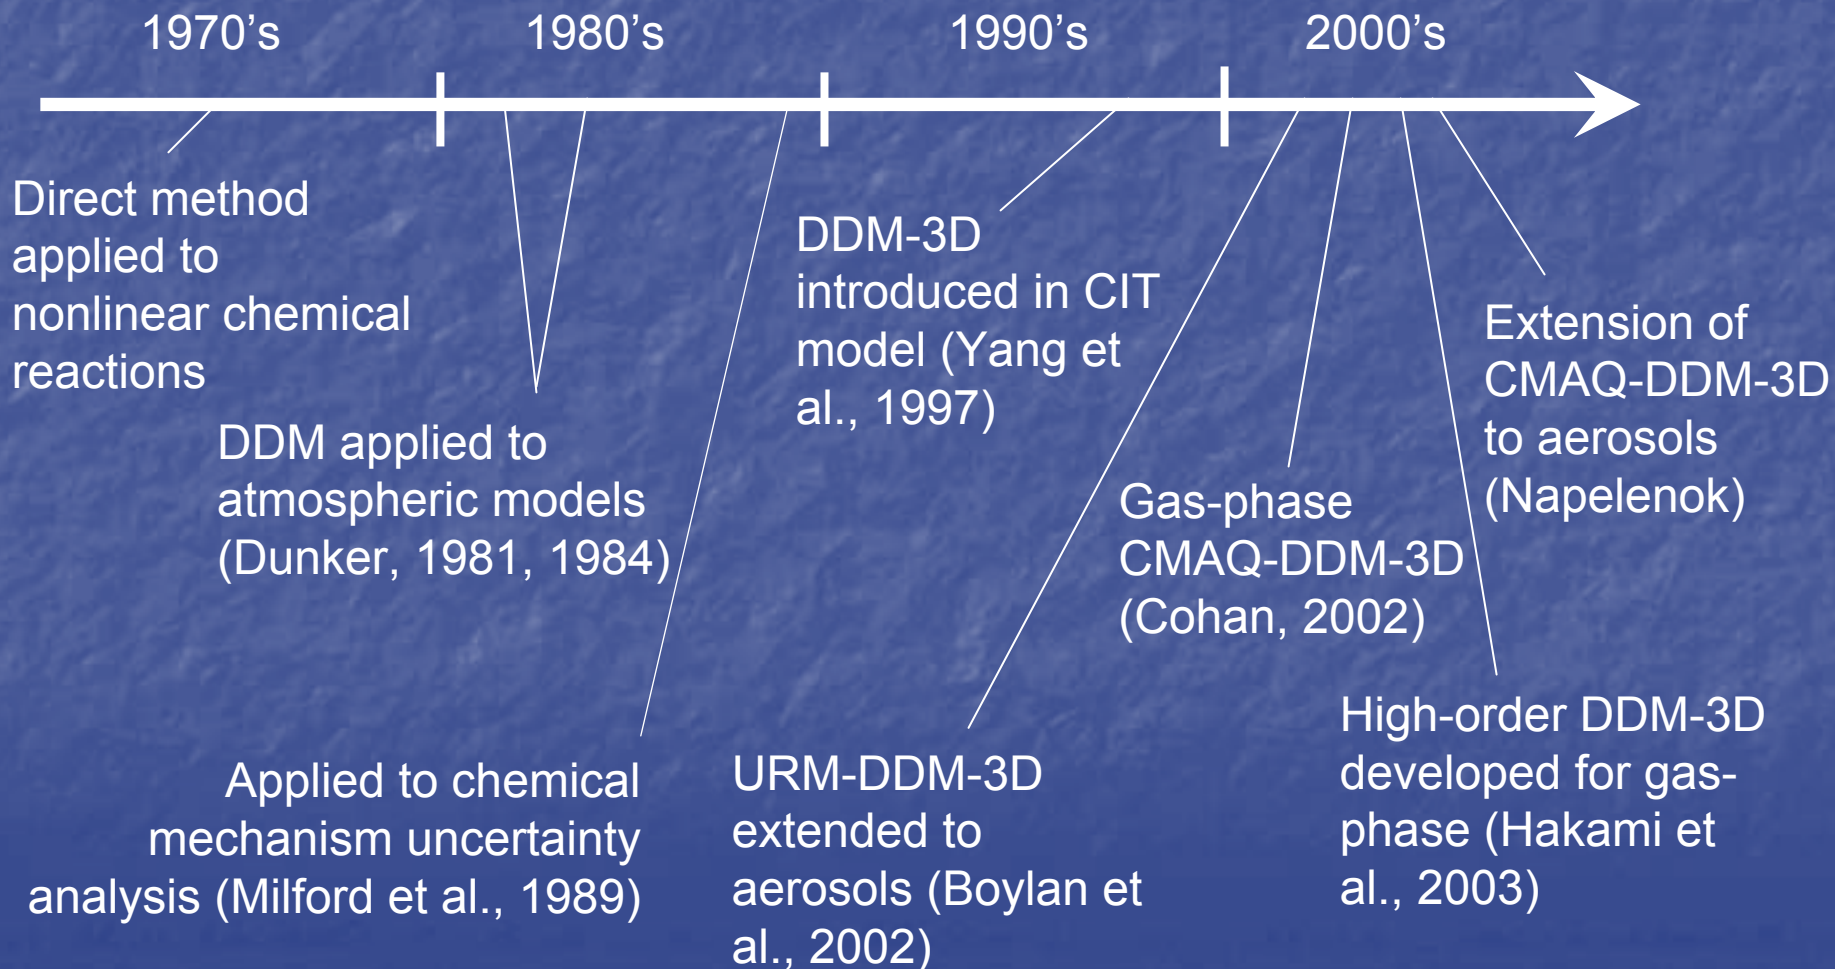 1970's
1980's
1990's
2000's
Direct method
applied to
nonlinear chemical
reactions
DDM applied to
atmospheric models
(Dunker, 1981, 1984)
Applied to chemical
mechanism uncertainty
analysis (Milford et al., 1989)
DDM-3D
introduced in CIT
model (Yang et
al., 1997)
URM-DDM-3D
extended to
aerosols (Boylan et
al., 2002)
Gas-phase
CMAQ-DDM-3D
(Cohan, 2002)
High-order DDM-3D
developed for gas-
phase (Hakami et
al., 2003)
Extension of
CMAQ-DDM-3D
to aerosols
(Napelenok)